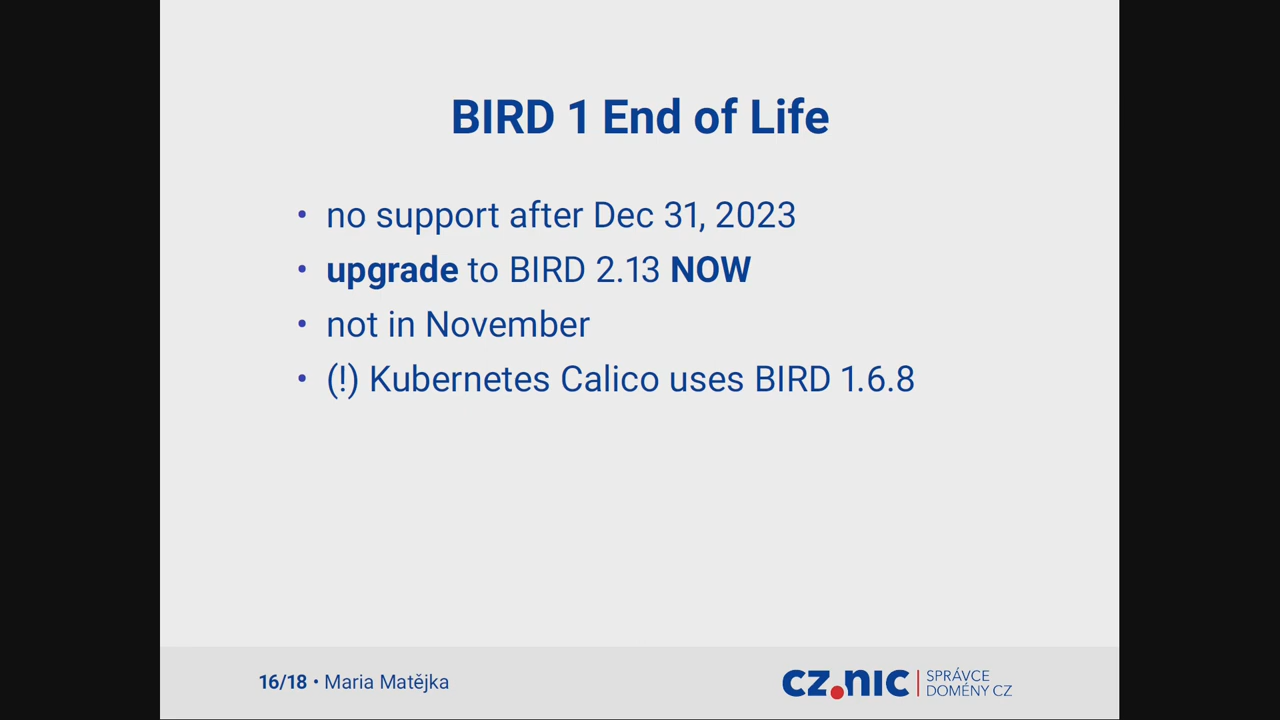 BIRD 1 End of Life
• no support after Dec 31, 2023
• upgrade to BIRD 2.13 NOW
• not in November
• (!) Kubernetes Calico uses BIRD 1.6.8
16/18 • Maria Matějka
CZ.NIC | SPRÁVCE
DOMÉNY CZ